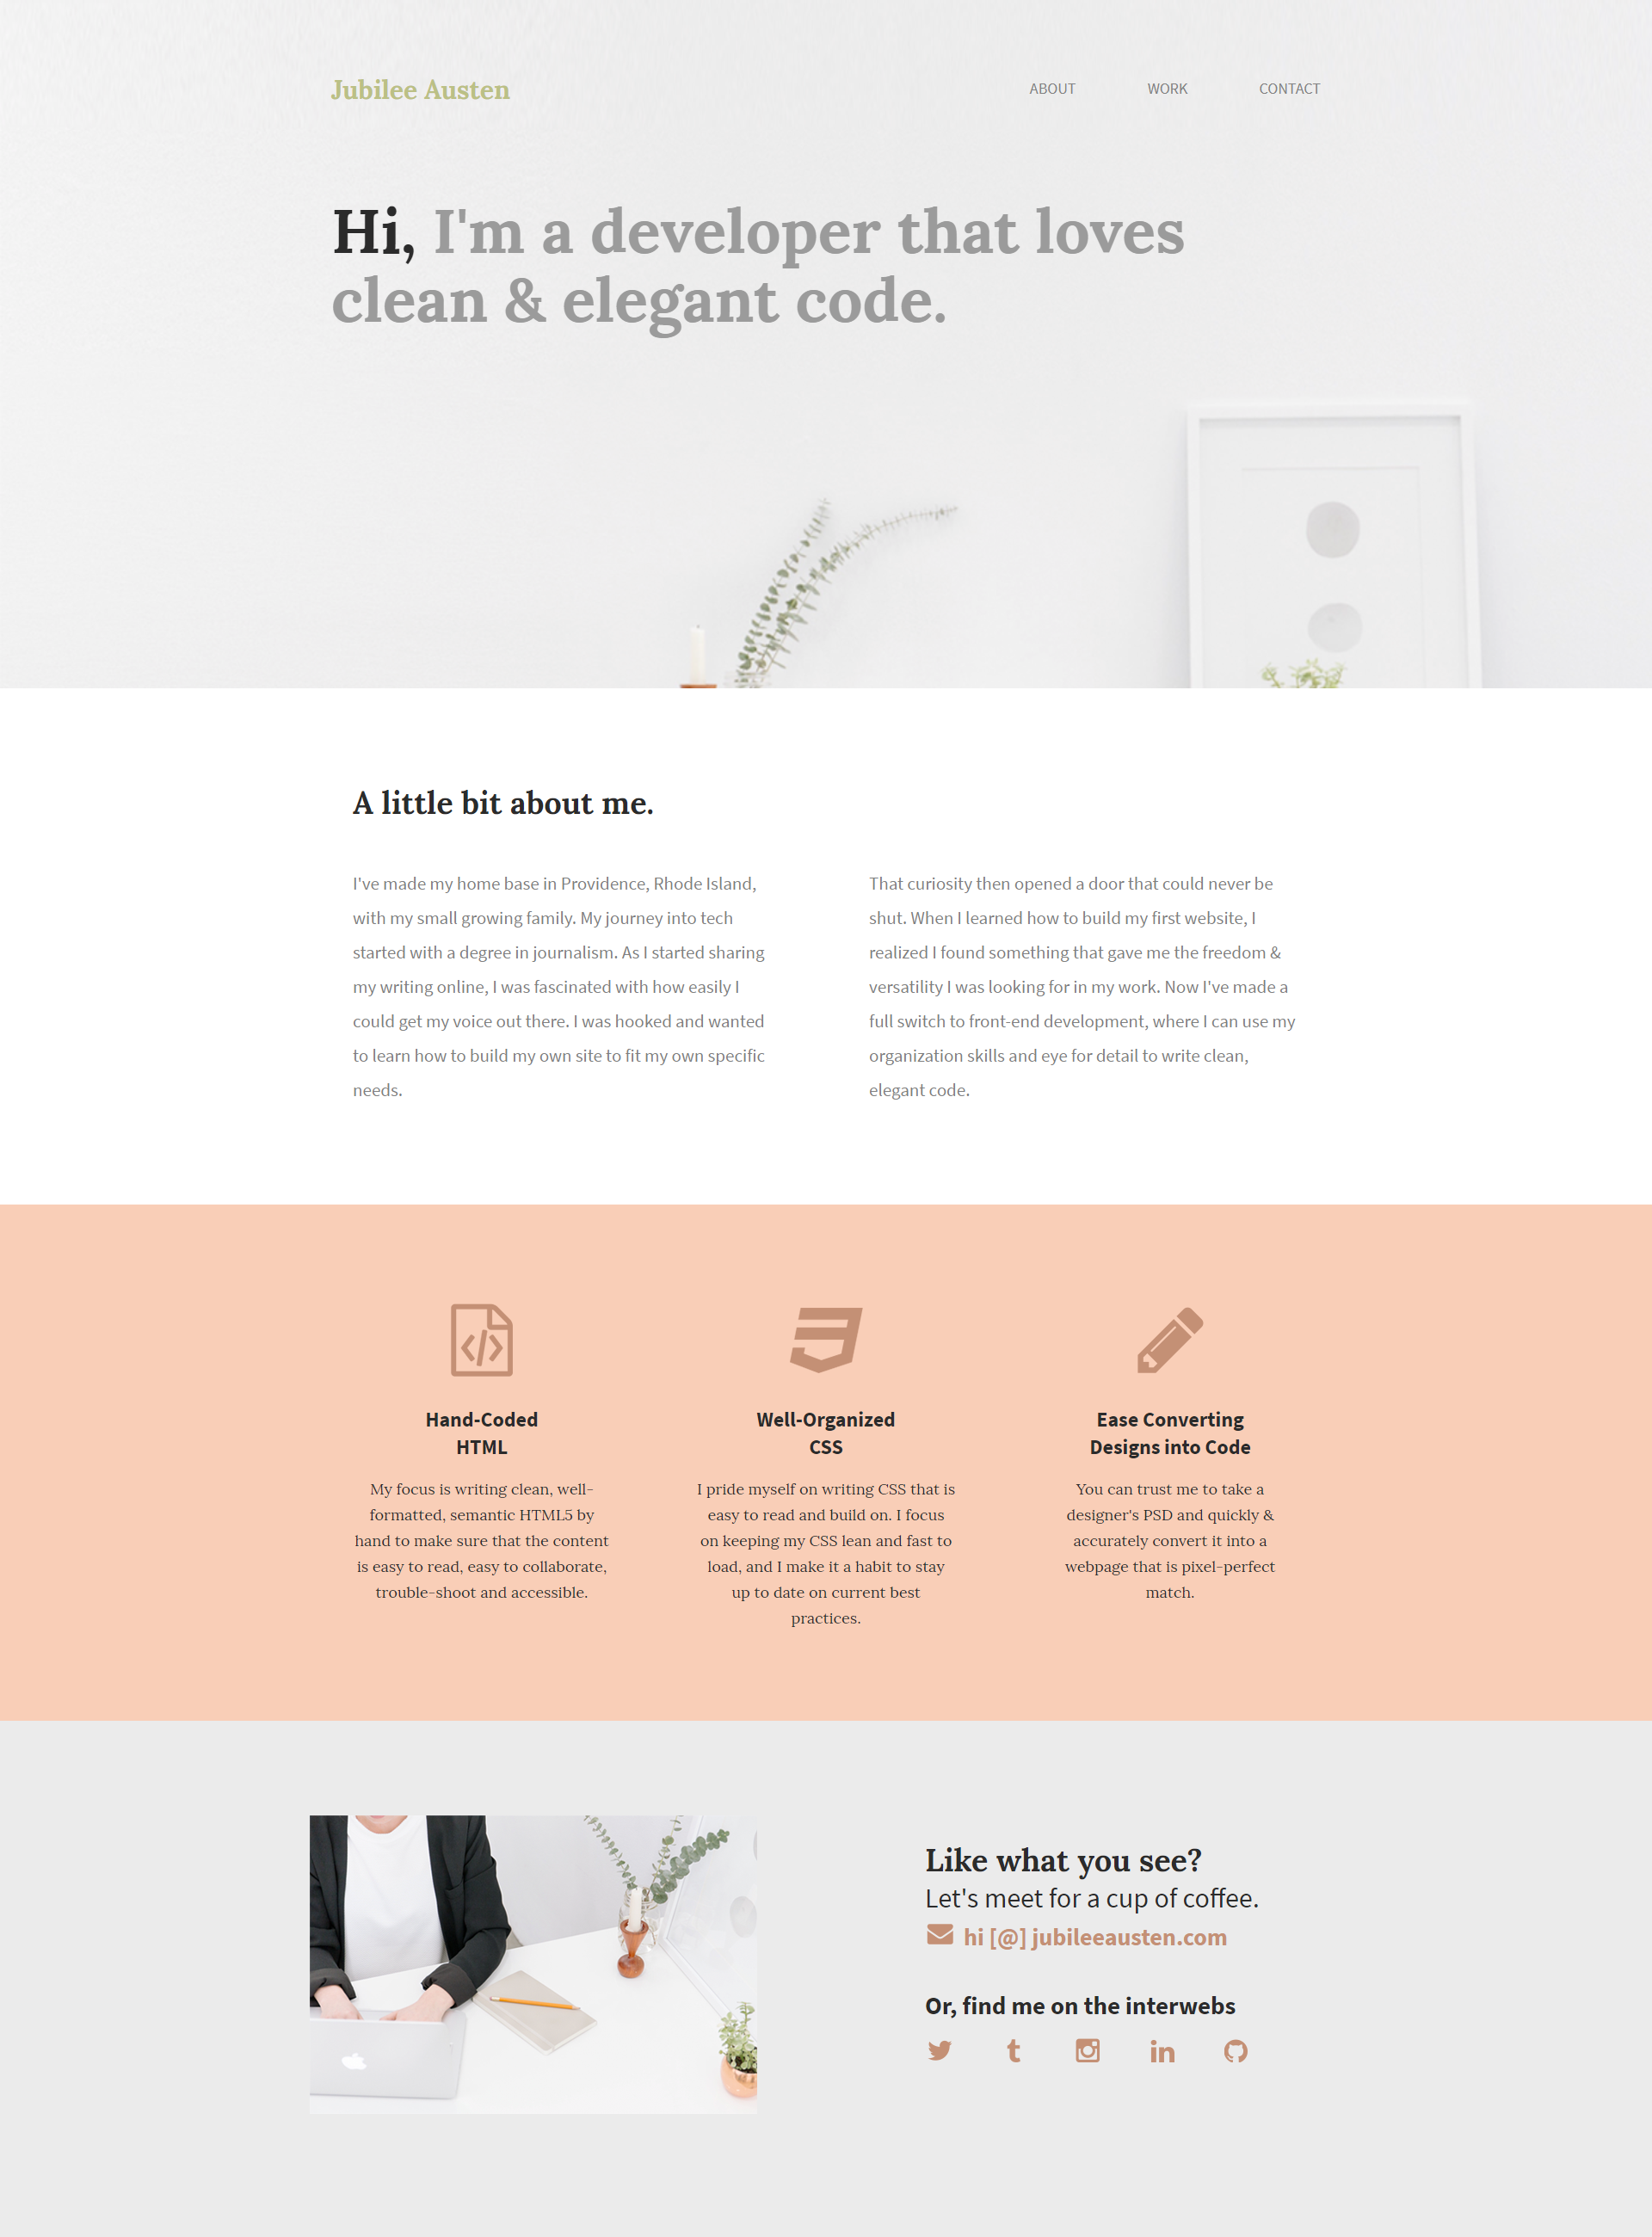 Jubilee Austen
ABOUT
WORK
CONTACT
Hi, I'm a developer that loves
clean & elegant code.
A little bit about me.
I've made my home base in Providence, Rhode Island,
with my small growing family. My journey into tech
started with a degree in journalism. As I started sharing
my writing online, I was fascinated with how easily I
could get my voice out there. I was hooked and wanted
to learn how to build my own site to fit my own specific
needs.
That curiosity then opened a door that could never be
shut. When I learned how to build my first website, I
realized I found something that gave me the freedom &
versatility I was looking for in my work. Now I've made a
full switch to front-end development, where I can use my
organization skills and eye for detail to write clean,
elegant code.
Hand-Coded
HTML
My focus is writing clean, well-
formatted, semantic HTML5 by
hand to make sure that the content
is easy to read, easy to collaborate,
trouble-shoot and accessible.
Well-Organized
CSS
I pride myself on writing CSS that is
easy to read and build on. I focus
on keeping my CSS lean and fast to
load, and I make it a habit to stay
up to date on current best
practices.
Ease Converting
Designs into Code
You can trust me to take a
designer's PSD and quickly &
accurately convert it into a
webpage that is pixel-perfect
match.
Like what you see?
Let's meet for a cup of coffee.
hi [@] jubileeausten.com
Or, find me on the interwebs